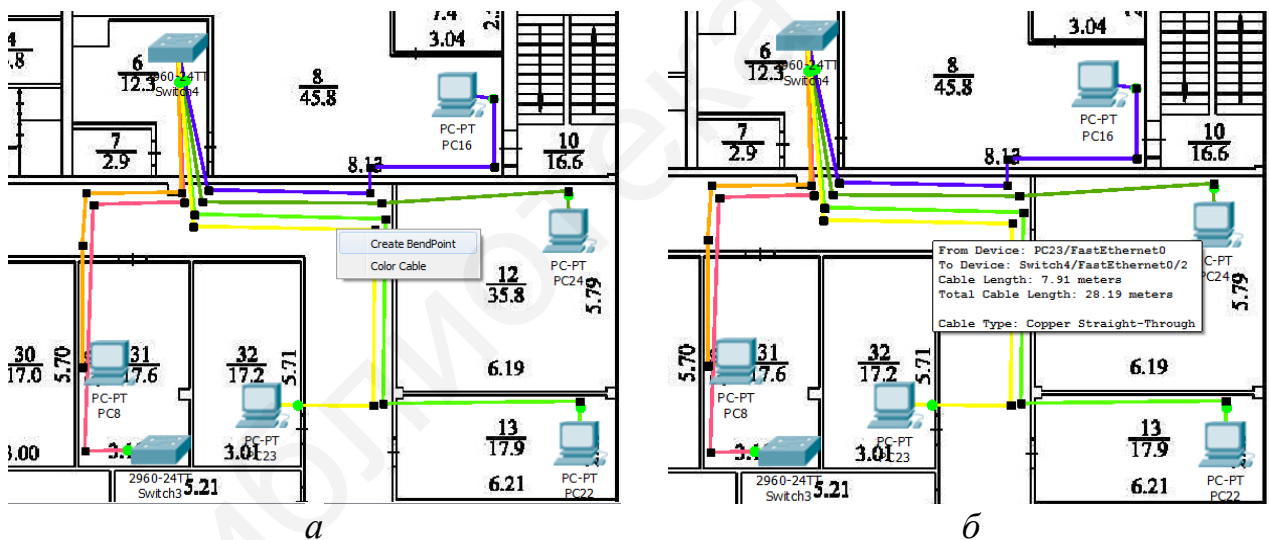 6
12.3
2960-24TT
Switch4
7
2.9
8
45.8
8.13
7.4
3.04
PC-PT
PC16
10
16.6
Create BendPoint
Color Cable
12
35.8
PC-PT
PC24
5.79
6.19
30
17.0
5.70
31
17.6
PC-PT
PC8
32
17.2
5.71
PC-PT
PC23
3.00
3.01
2960-24TT
Switch3
5.21
13
17.9
6.21
PC-PT
PC22
а
6
12.3
2960-24TT
Switch4
7
2.9
8
45.8
8.13
3.04
PC-PT
PC16
10
16.6
From Device: PC23/FastEthernet0
To Device: Switch4/FastEthernet0/2
Cable Length: 7.91 meters
Total Cable Length: 28.19 meters
Cable Type: Copper Straight-Through
C-PT
PC24
5.79
6.19
5.70
31
17.6
PC-PT
PC8
32
17.2
5.71
PC-PT
PC23
3.01
2960-24TT
Switch3
5.21
13
17.9
6.21
PC-PT
PC22
б